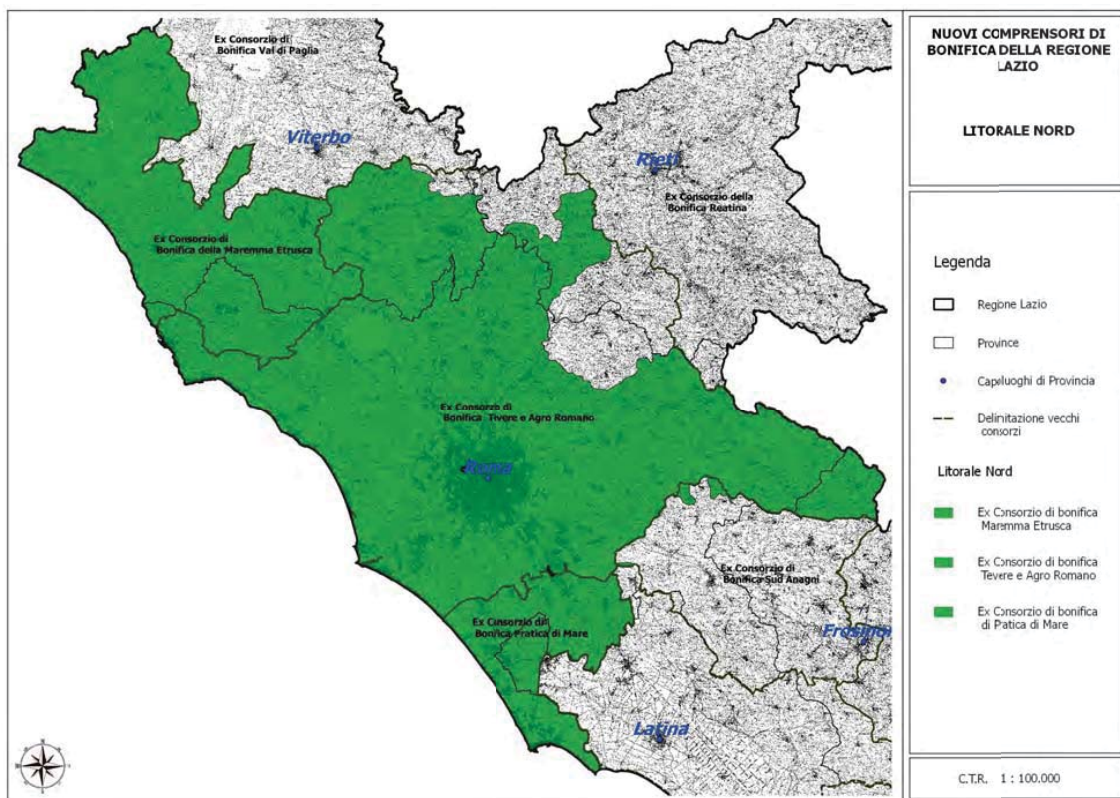 Ex Consorzio di
Bonifica Val di Paglia
Viterbo
Rieti
Ex Consorzio della
Bonifica Reatina
Ex Consorzio di
Bonifica della Maremma Etrusca
Ex Consorzio di
Bonifica Tevere e Agro Romano
Roma
Ex Consorzio di
Bonifica Sud Anagni
Frosinon
Ex Consorzio di
Bonifica Pratica di Mare
Latina
NUOVI COMPRENSORI DI
BONIFICA DELLA REGIONE
LAZIO
LITORALE NORD
Legenda
Regione Lazio
Province
Capoluoghi di Provincia
Delimitazione vecchi
consorzi
Litorale Nord
Ex Consorzio di bonifica
Maremma Etrusca
Ex Consorzio di bonifica
Tevere e Agro Romano
Ex Consorzio di bonifica
di Patica di Mare
C.T.R. 1 : 100.000